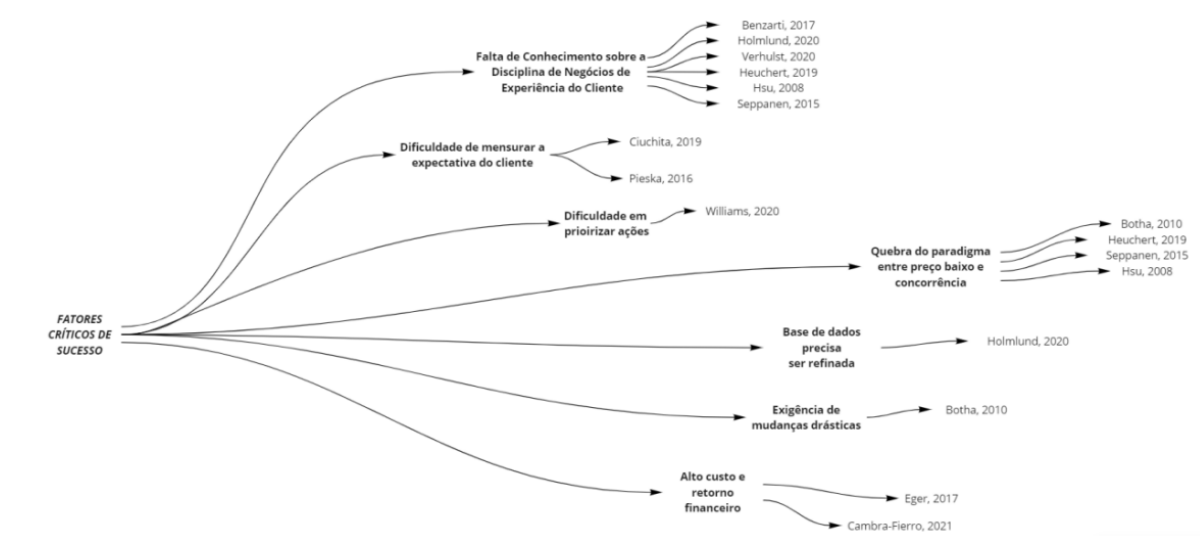 FATORES
CRÍTICOS DE
SUCESSO
Falta de Conhecimento sobre a
Disciplina de Negócios de
Experiência do Cliente
Benzarti, 2017
Holmlund, 2020
Verhulst, 2020
Heuchert, 2019
Hsu, 2008
Seppanen, 2015
Dificuldade de mensurar a
expectativa do cliente
Ciuchita, 2019
Pieska, 2016
Dificuldade em
prioirizar ações
Williams, 2020
Quebra do paradigma
entre preço baixo e
concorrência
Botha, 2010
Heuchert, 2019
Seppanen, 2015
Hsu, 2008
Base de dados
precisa
ser refinada
Holmlund, 2020
Exigência de
mudanças drásticas
Botha, 2010
Alto custo e
retorno
financeiro
Eger, 2017
Cambra-Fierro, 2021